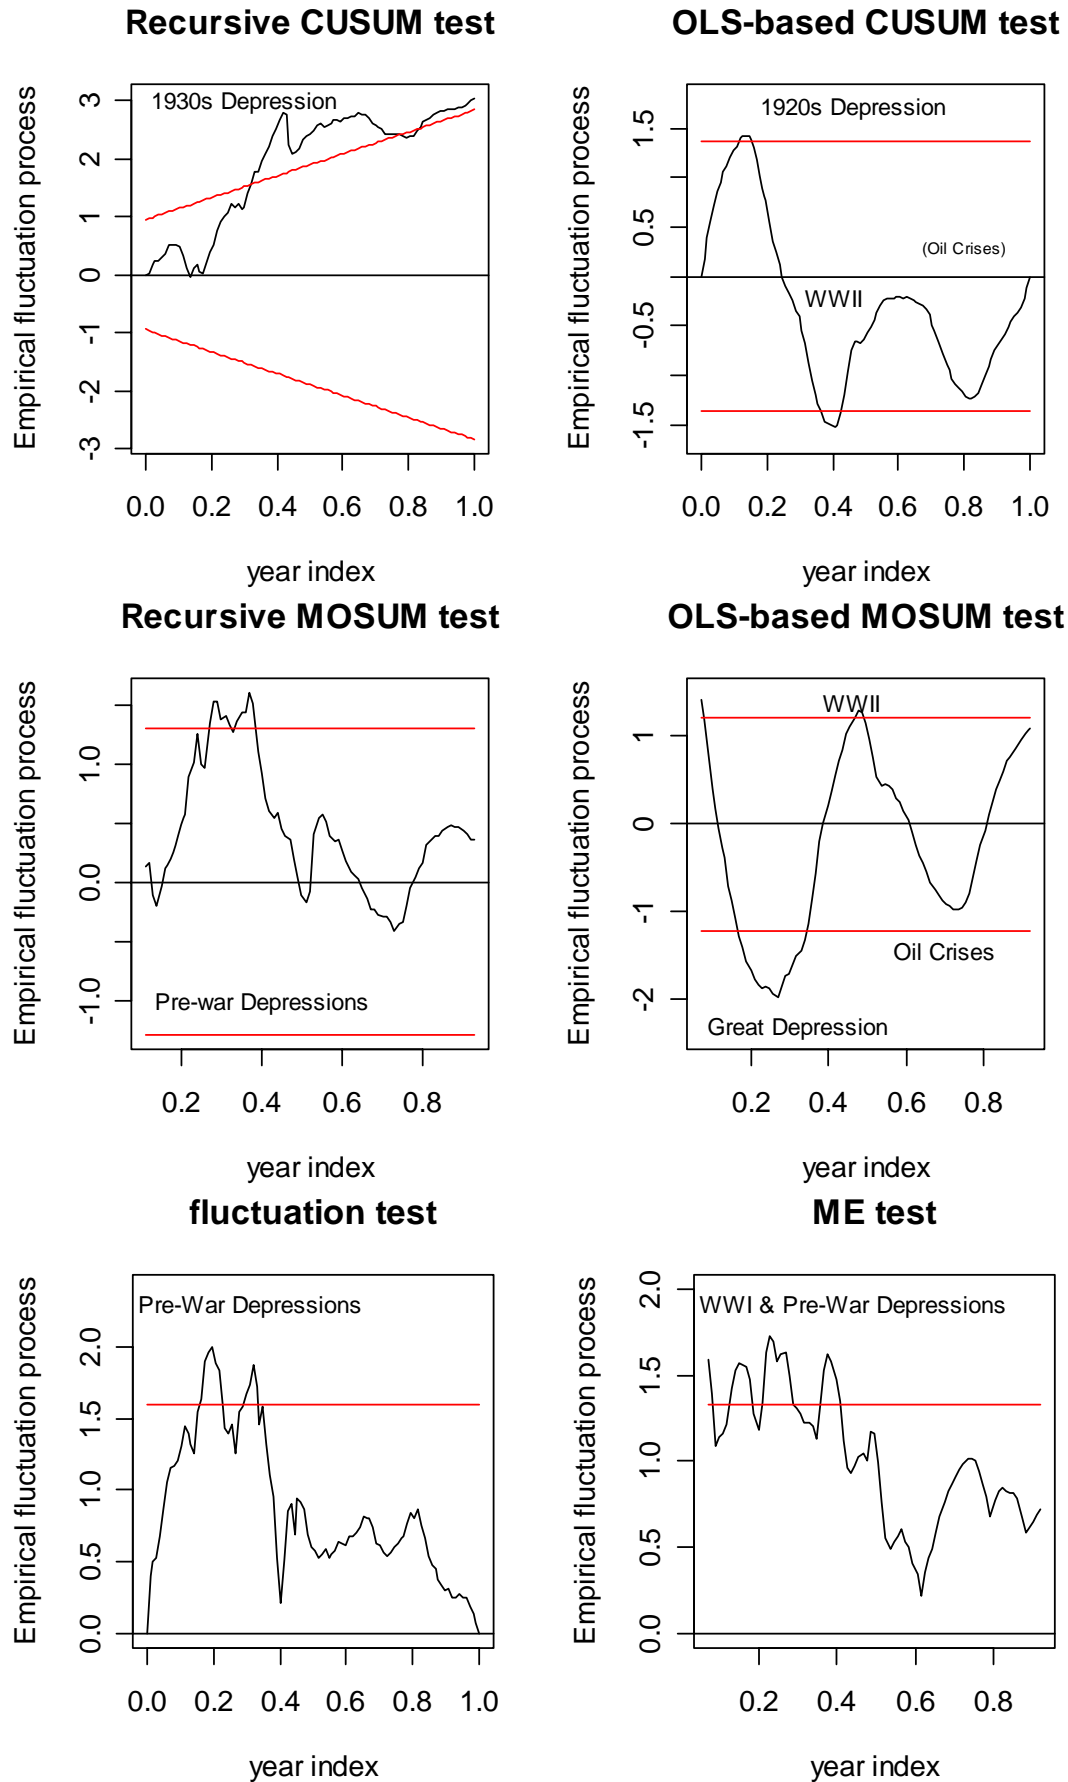 Recursive CUSUM test
Empirical fluctuation process
3
2
1
0
-1
-2
-3
1930s Depression
0.0 0.2 0.4 0.6 0.8 1.0
year index
OLS-based CUSUM test
Empirical fluctuation process
1.5
0.5
-0.5
-1.5
1920s Depression
(Oil Crises)
WWII
0.0 0.2 0.4 0.6 0.8 1.0
year index
Recursive MOSUM test
Empirical fluctuation process
1.0
0.0
-1.0
Pre-war Depressions
0.2 0.4 0.6 0.8
year index
OLS-based MOSUM test
Empirical fluctuation process
1
0
-1
-2
WWII
Oil Crises
Great Depression
0.2 0.4 0.6 0.8
year index
fluctuation test
Empirical fluctuation process
2.0
1.5
1.0
0.5
0.0
Pre-War Depressions
0.0 0.2 0.4 0.6 0.8 1.0
year index
ME test
Empirical fluctuation process
2.0
1.5
1.0
0.5
0.0
WWI & Pre-War Depressions
0.2 0.4 0.6 0.8
year index